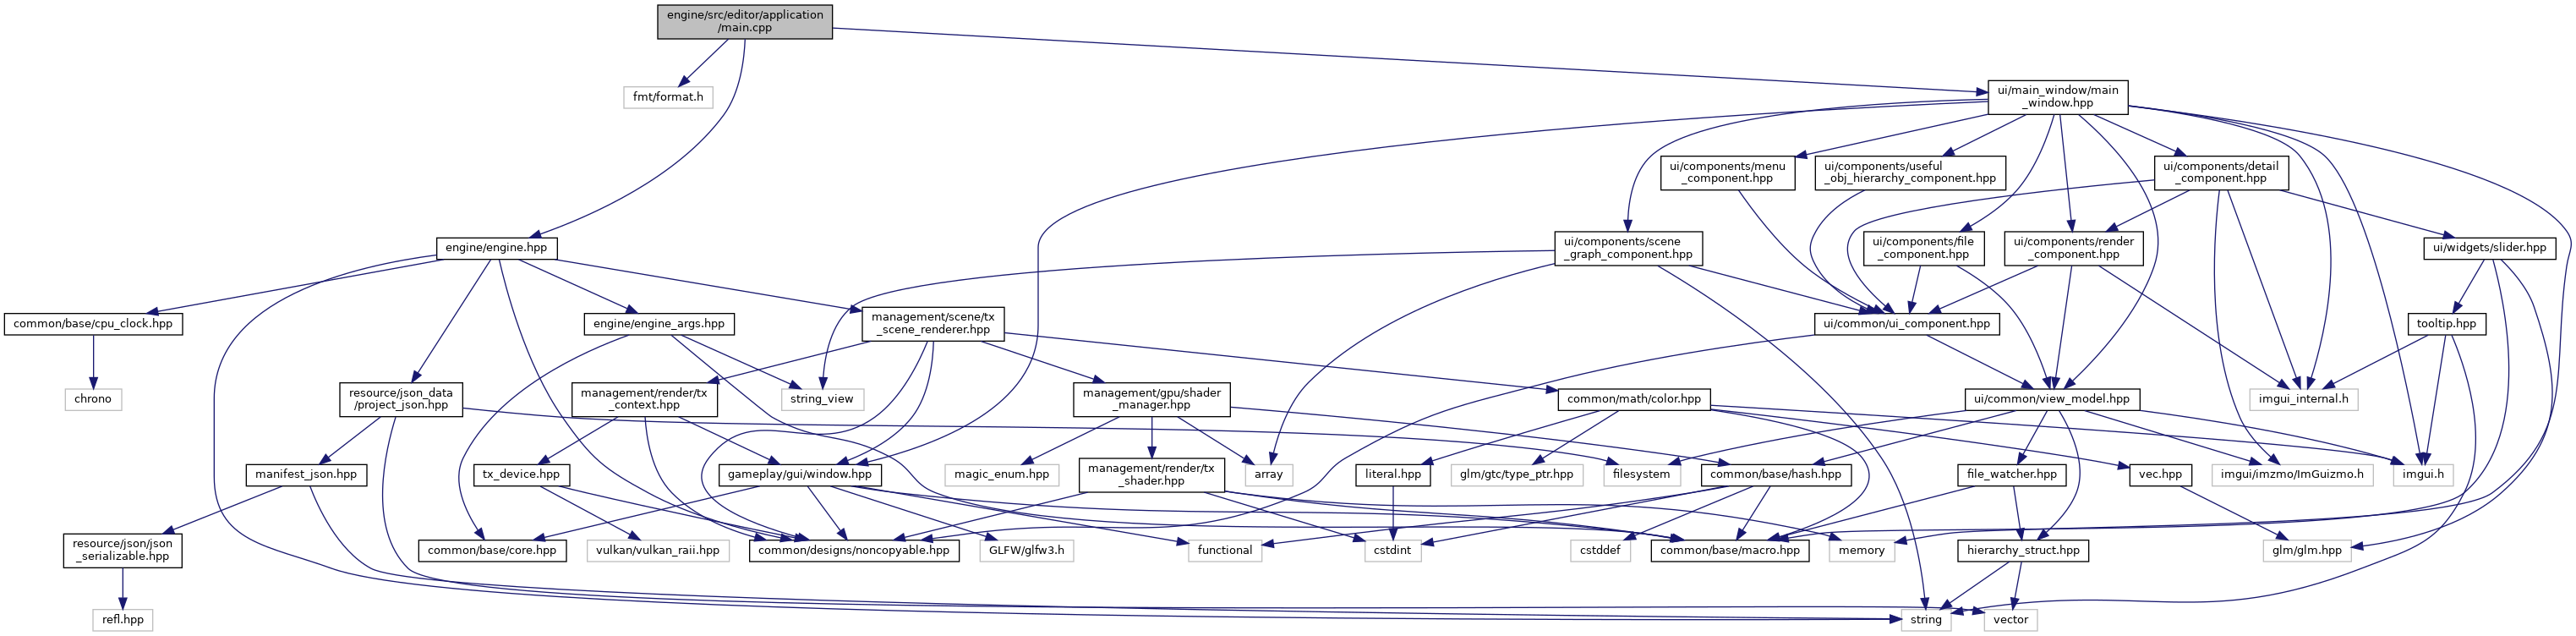 engine/src/editor/application
/main.cpp
fmt/format.h
ui/main_window/main
_window.hpp
ui/components/menu
_component.hpp
ui/components/useful
_obj_hierarchy_component.hpp
ui/components/detail
_component.hpp
engine/engine.hpp
ui/components/scene
_graph_component.hpp
ui/components/file
_component.hpp
ui/components/render
_component.hpp
ui/widgets/slider.hpp
common/base/cpu_clock.hpp
engine/engine_args.hpp
management/scene/tx
_scene_renderer.hpp
ui/common/ui_component.hpp
tooltip.hpp
chrono
resource/json_data
/project_json.hpp
management/render/tx
_context.hpp
string_view
management/gpu/shader
_manager.hpp
common/math/color.hpp
ui/common/view_model.hpp
imgui_internal.h
manifest_json.hpp
tx_device.hpp
gameplay/gui/window.hpp
magic_enum.hpp
management/render/tx
_shader.hpp
array
literal.hpp
glm/gtc/type_ptr.hpp
filesystem
common/base/hash.hpp
file_watcher.hpp
vec.hpp
imgui/imzmo/ImGuizmo.h
imgui.h
resource/json/json
_serializable.hpp
common/base/core.hpp
vulkan/vulkan_raii.hpp
common/designs/noncopyable.hpp
GLFW/glfw3.h
functional
cstdint
cstddef
common/base/macro.hpp
memory
hierarchy_struct.hpp
glm/glm.hpp
refl.hpp
string
vector